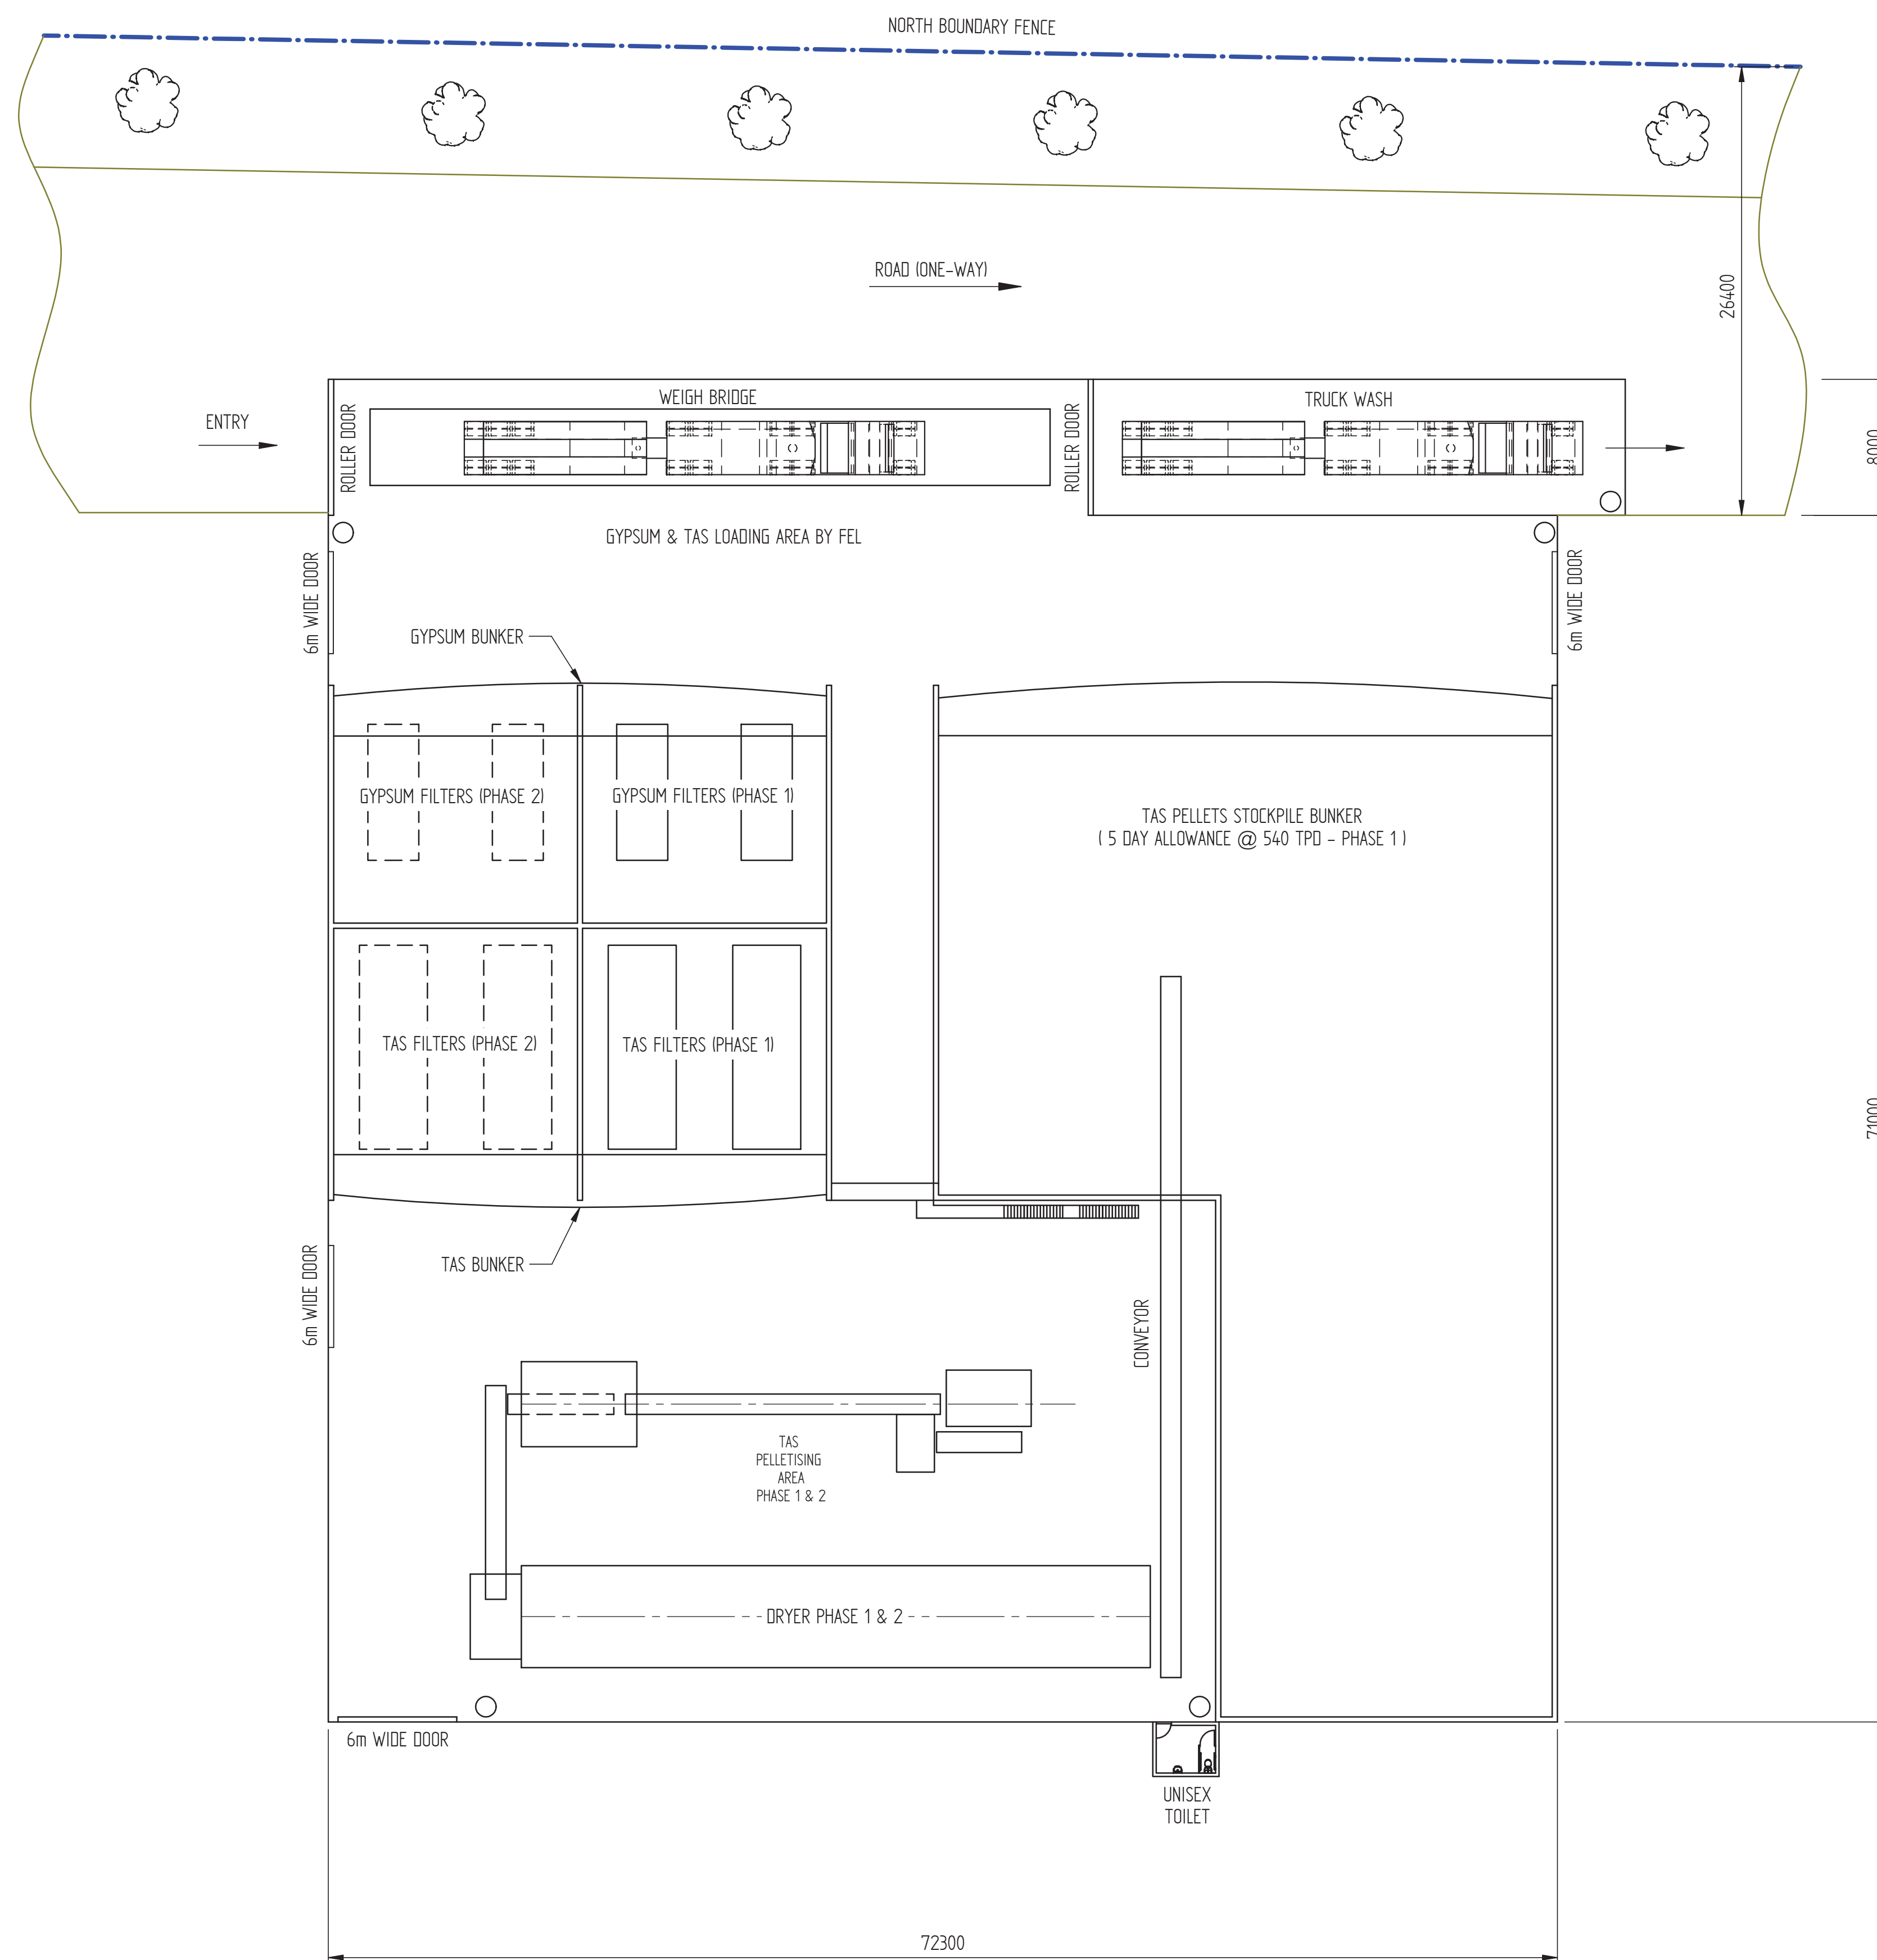 NORTH BOUNDARY FENCE
ROAD (ONE-WAY)
26400
ENTRY
ROLLER DOOR
WEIGH BRIDGE
ROLLER DOOR
TRUCK WASH
8000
GYPSUM & TAS LOADING AREA BY FEL
6m WIDE DOOR
6m WIDE DOOR
GYPSUM BUNKER
GYPSUM FILTERS (PHASE 2)
GYPSUM FILTERS (PHASE 1)
TAS PELLETS STOCKPILE BUNKER
( 5 DAY ALLOWANCE @ 540 TPD - PHASE 1 )
TAS FILTERS (PHASE 2)
TAS FILTERS (PHASE 1)
71000
TAS BUNKER
6m WIDE DOOR
CONVEYOR
TAS
PELLETISING
AREA
PHASE 1 & 2
DRYER PHASE 1 & 2
6m WIDE DOOR
UNISEX
TOILET
72300